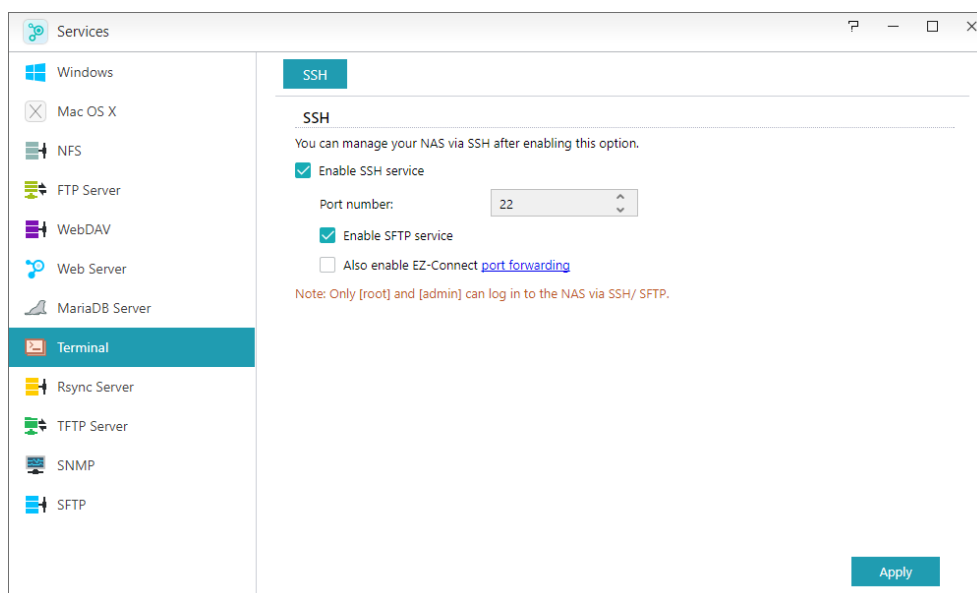 Services
Windows
Mac OS X
NFS
FTP Server
WebDAV
Web Server
MariaDB Server
Terminal
Rsync Server
TFTP Server
SNMP
SFTP
SSH
SSH
You can manage your NAS via SSH after enabling this option.
Enable SSH service
Port number: 22
Enable SFTP service
Also enable EZ-Connect port forwarding
Note: Only [root] and [admin] can log in to the NAS via SSH/ SFTP.
Apply